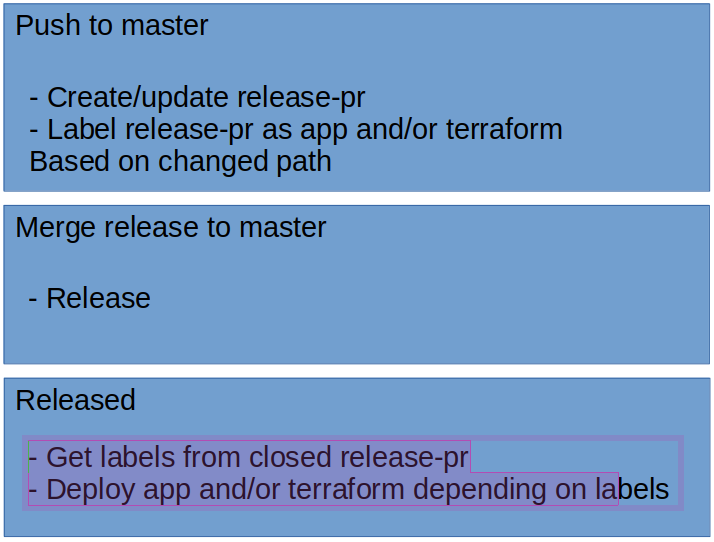 Push to master
- Create/update release-pr
- Label release-pr as app and/or terraform
Based on changed path
Merge release to master
- Release
Released
- Get labels from closed release-pr
- Deploy app and/or terraform depending on labels